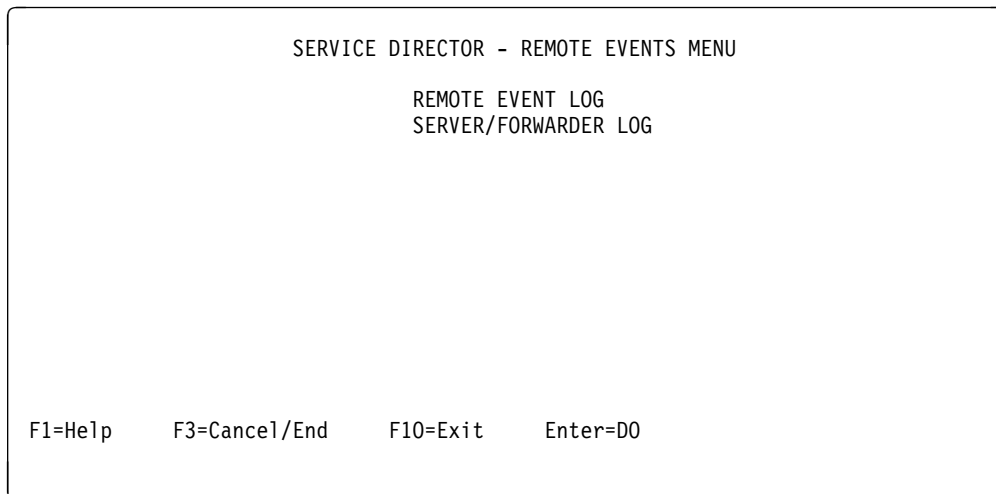 SERVICE DIRECTOR - REMOTE EVENTS MENU
REMOTE EVENT LOG
SERVER/FORWARDER LOG
F1=Help F3=Cancel/End F10=Exit Enter=DO